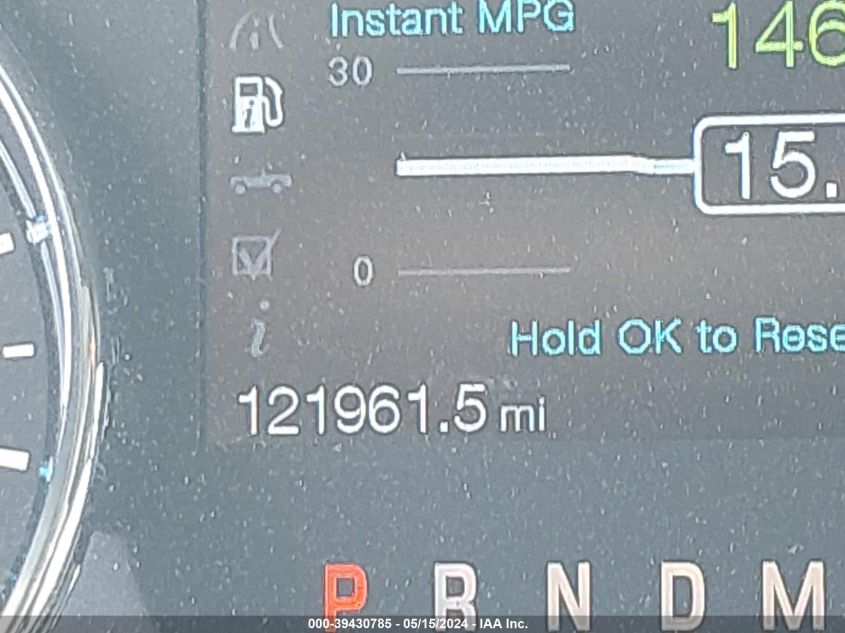 Instant MPG
146
30
15.
0
Hold OK to Rese
121961.5 mi
P R N D M
000-39430785 - 05/15/2024 - IAA Inc.